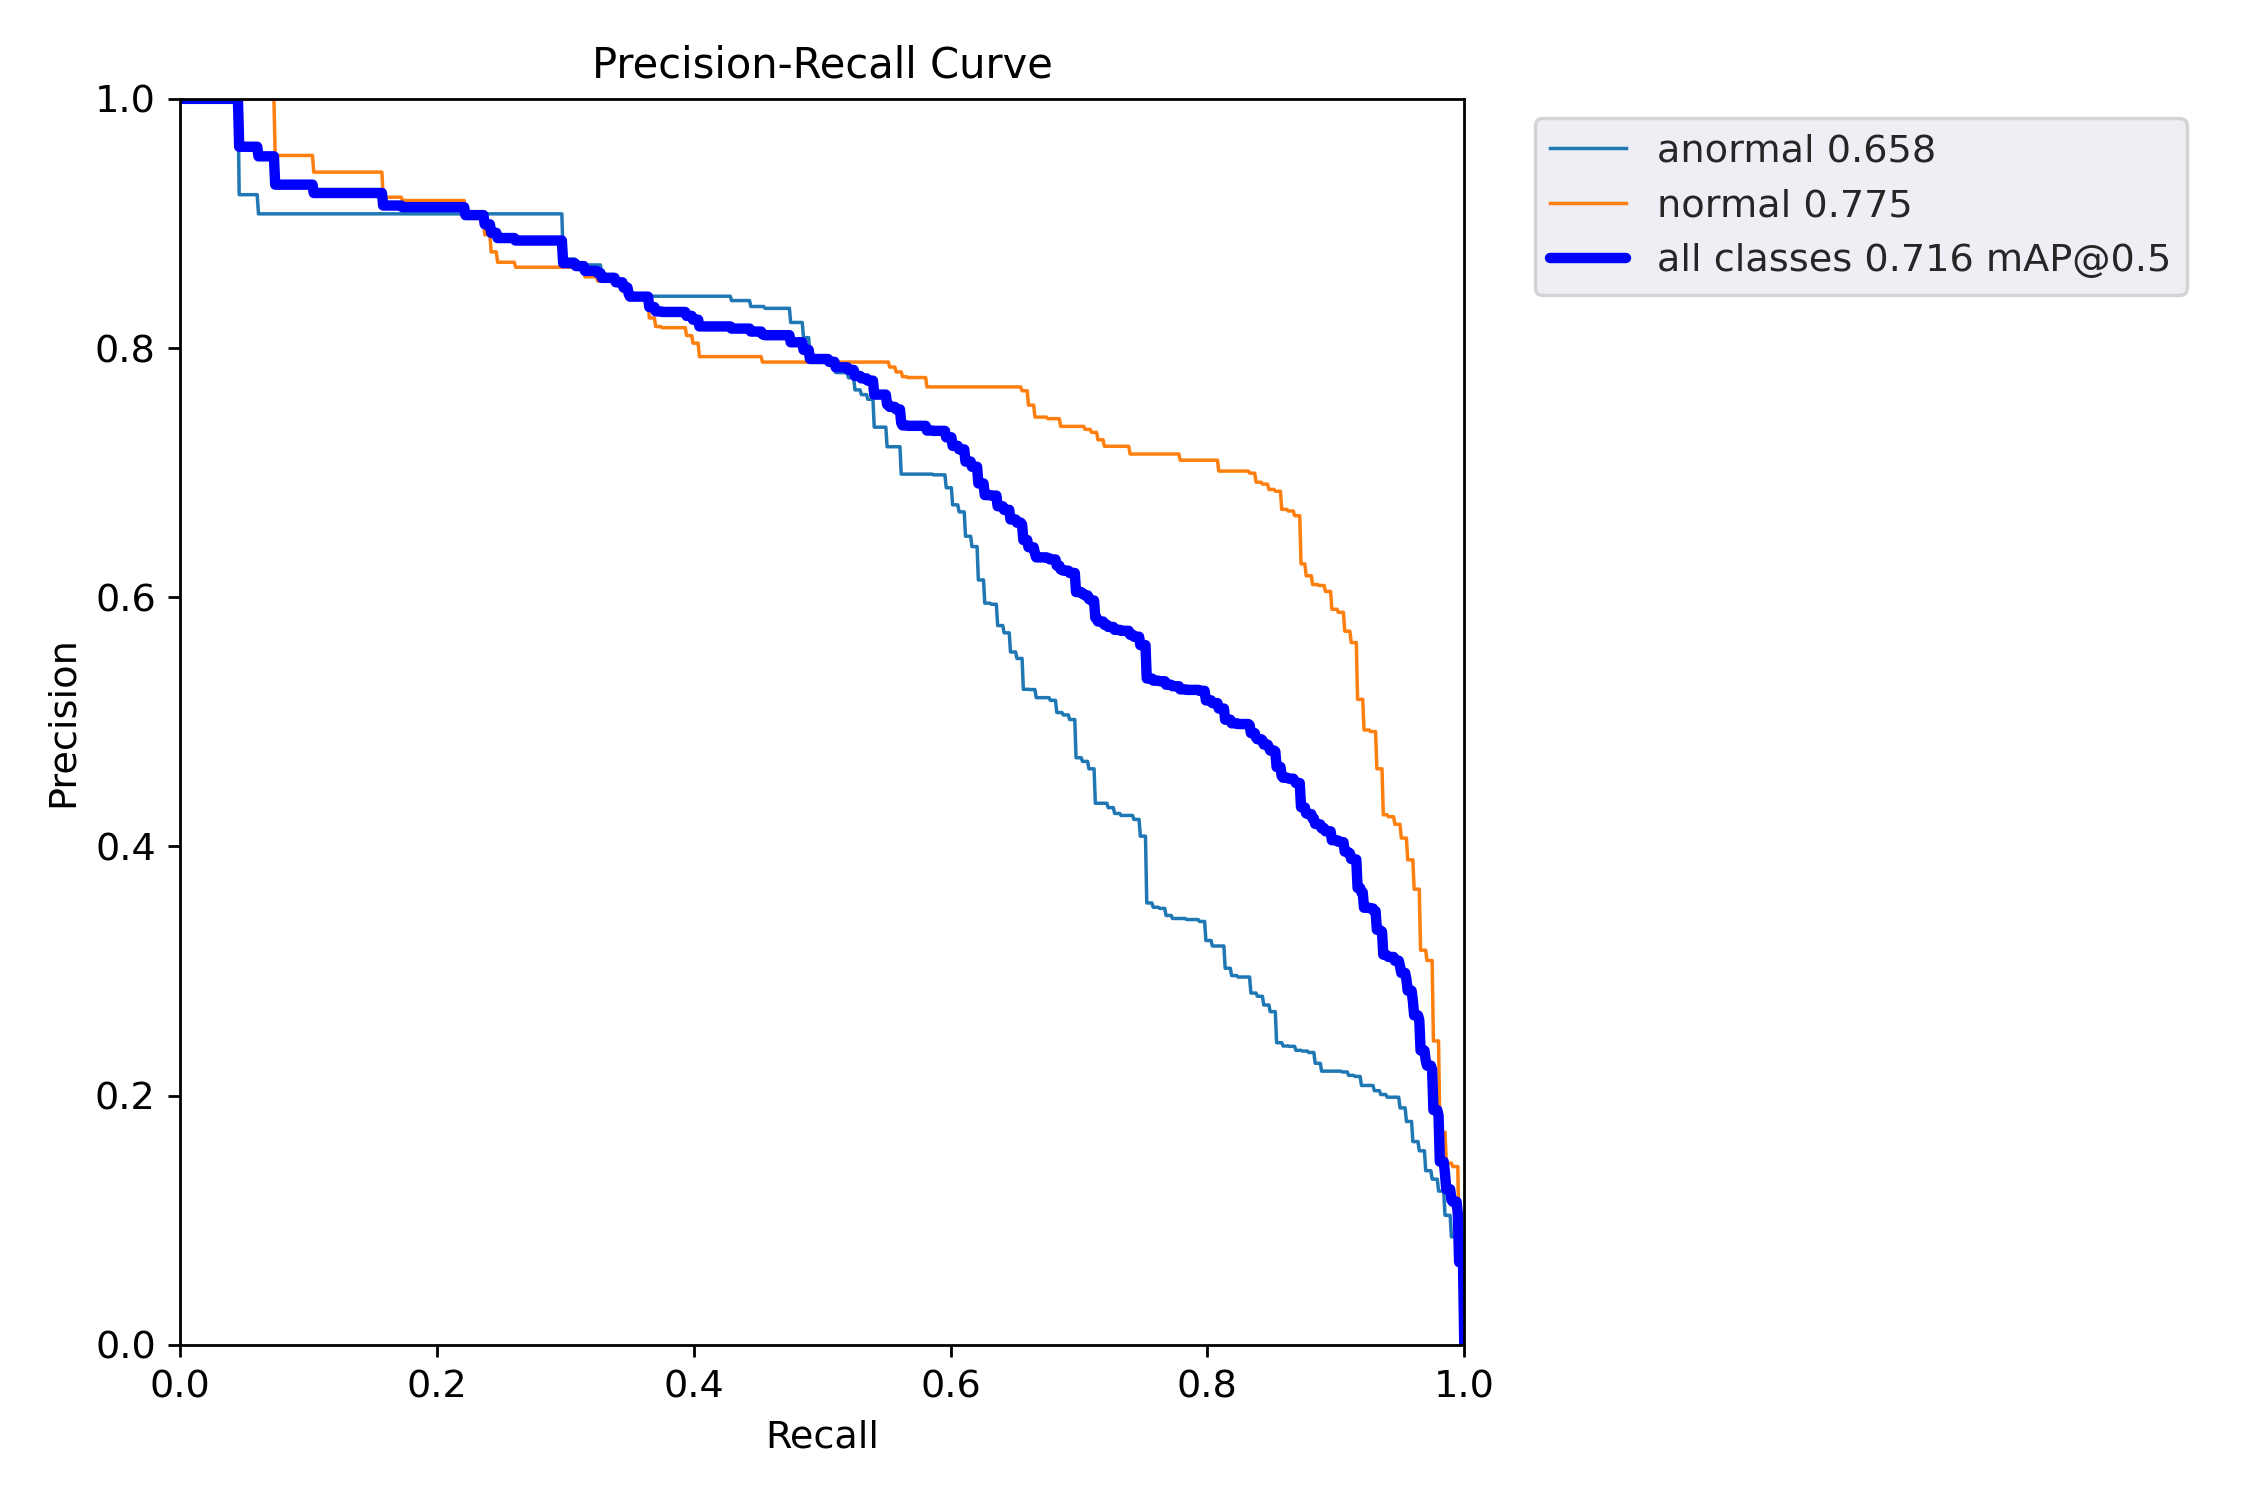 Precision-Recall Curve
1.0
0.8
0.6
0.4
0.2
0.0
Precision
0.0 0.2 0.4 0.6 0.8 1.0
Recall
anormal 0.658
normal 0.775
all classes 0.716 mAP@0.5